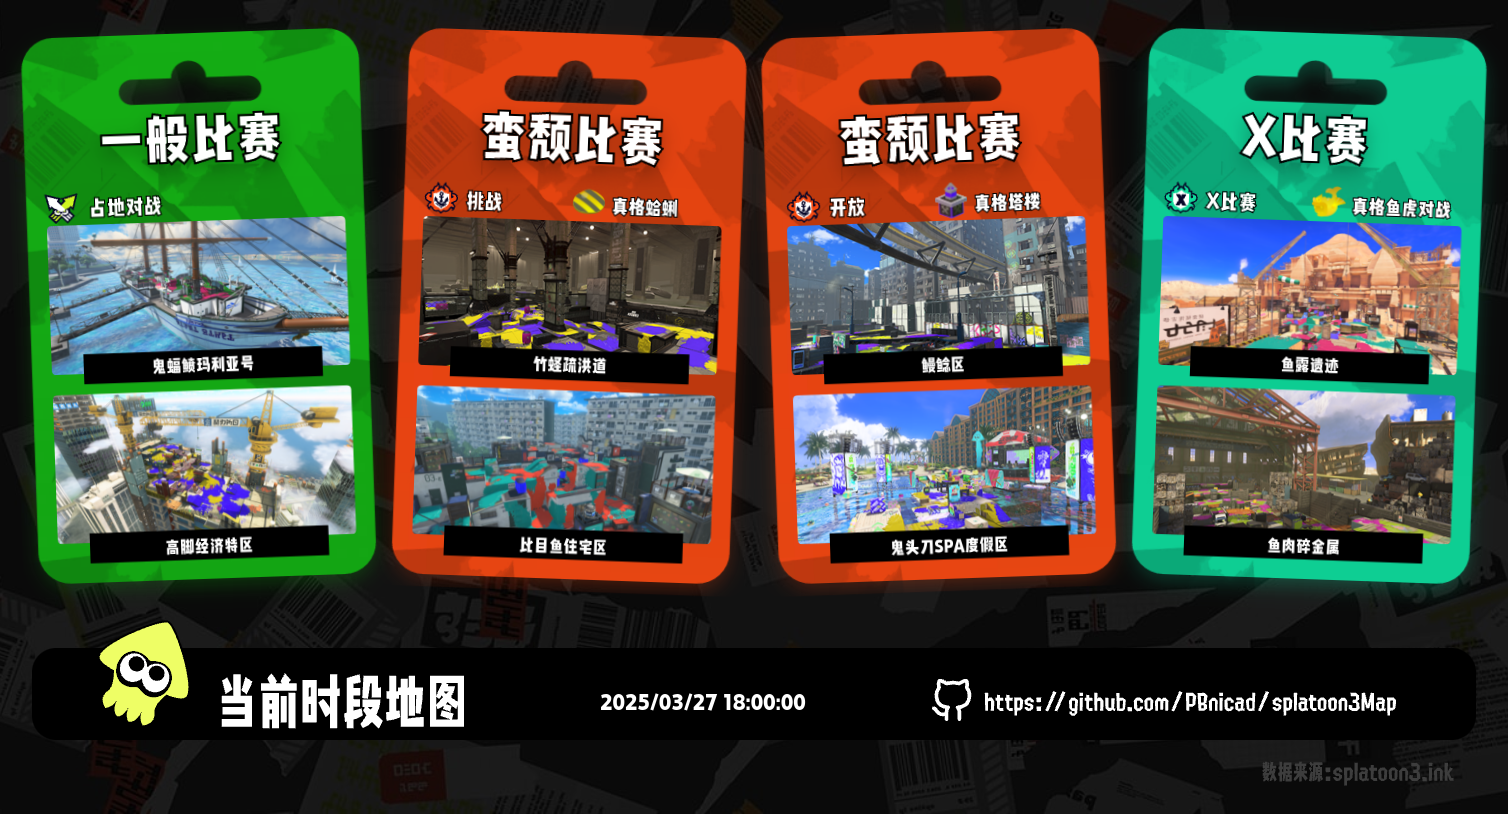 一般比赛
占地对战
鬼蝠鲼玛利亚号
高脚经济特区
蛮颓比赛
挑战
真格蛤蜊
竹蛏疏洪道
比目鱼住宅区
蛮颓比赛
开放
真格塔楼
鳗鲶区
鬼头刀SPA度假区
X比赛
X比赛
真格鱼虎对战
鱼露遗迹
鱼肉碎金属
当前时段地图
2025/03/27 18:00:00
https://github.com/PBnicad/splatoon3Map
数据来源:splatoon3.ink